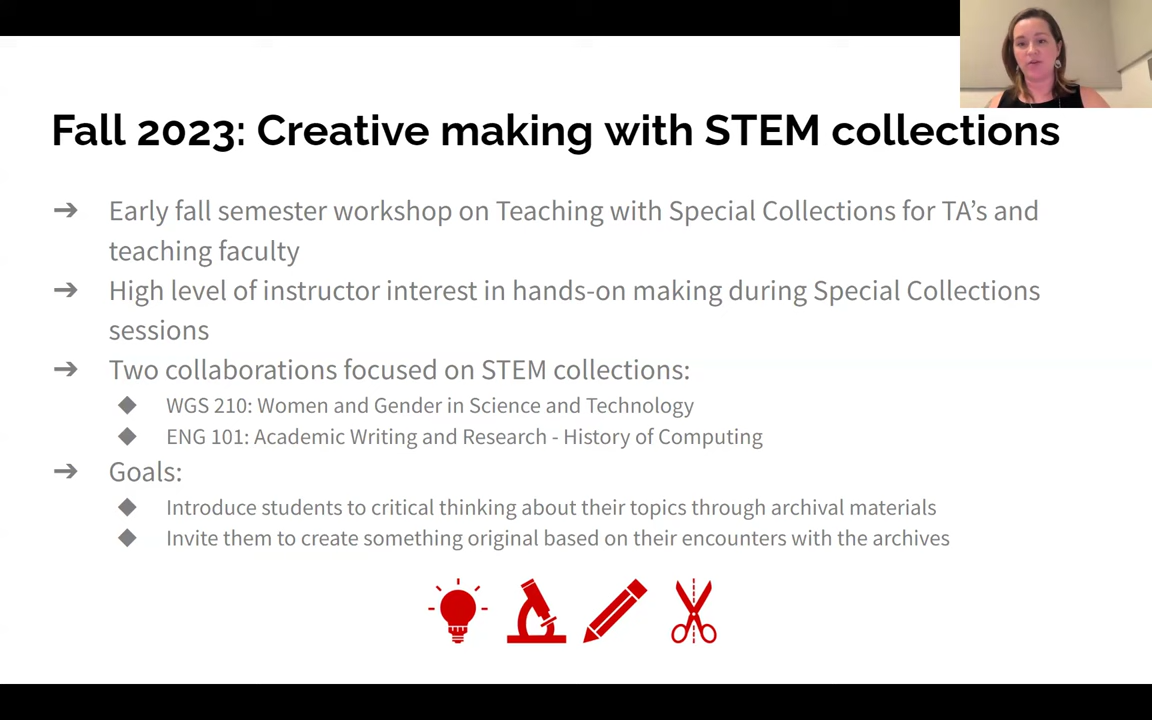 Fall 2023: Creative making with STEM collections
➔ Early fall semester workshop on Teaching with Special Collections for TA’s and
teaching faculty
➔ High level of instructor interest in hands-on making during Special Collections
sessions
➔ Two collaborations focused on STEM collections:
◆ WGS 210: Women and Gender in Science and Technology
◆ ENG 101: Academic Writing and Research - History of Computing
➔ Goals:
◆ Introduce students to critical thinking about their topics through archival materials
◆ Invite them to create something original based on their encounters with the archives